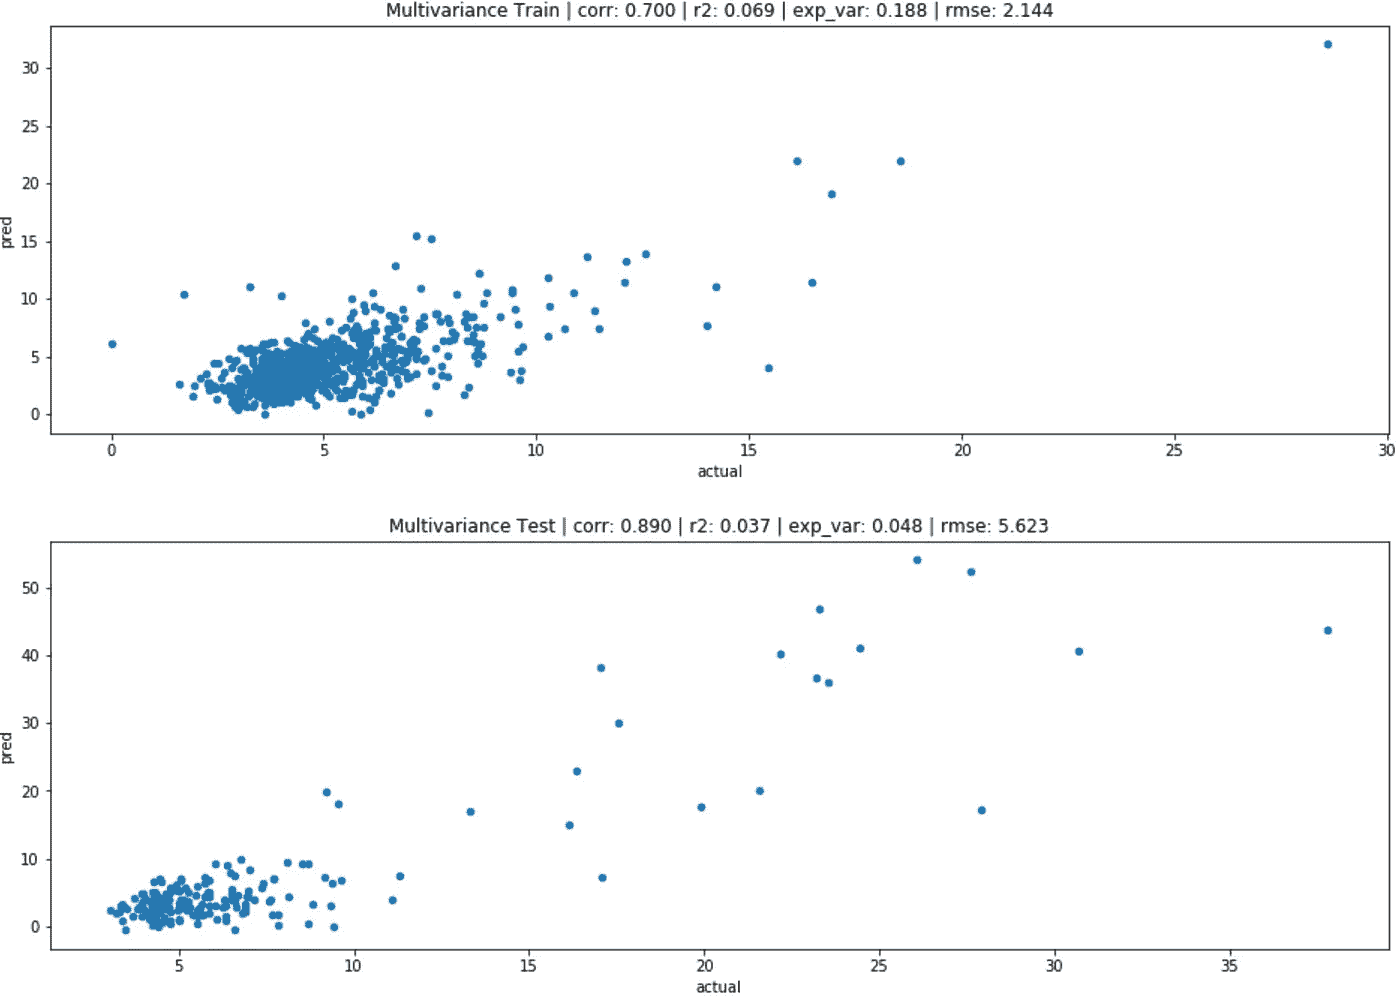 Multivariance Train | corr: 0.700 | r2: 0.069 | exp_var: 0.188 | rmse: 2.144
30
25
20
15
10
5
0
pred
0 5 10 15 20 25 30
actual
Multivariance Test | corr: 0.890 | r2: 0.037 | exp_var: 0.048 | rmse: 5.623
50
40
30
20
10
0
pred
5 10 15 20 25 30 35
actual